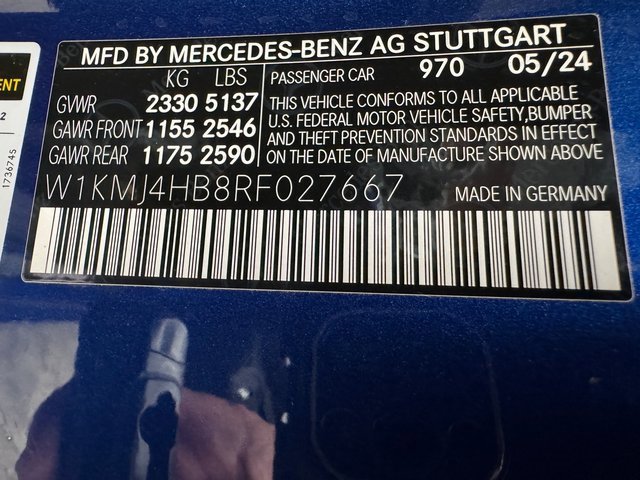 MFD BY MERCEDES-BENZ AG STUTTGART
KG LBS
GVWR 2330 5137
GAWR FRONT 1155 2546
GAWR REAR 1175 2590
PASSENGER CAR 970 05/24
THIS VEHICLE CONFORMS TO ALL APPLICABLE
U.S. FEDERAL MOTOR VEHICLE SAFETY,BUMPER
AND THEFT PREVENTION STANDARDS IN EFFECT
ON THE DATE OF MANUFACTURE SHOWN ABOVE
W1KMJ4HB8RF027667
MADE IN GERMANY
1736745